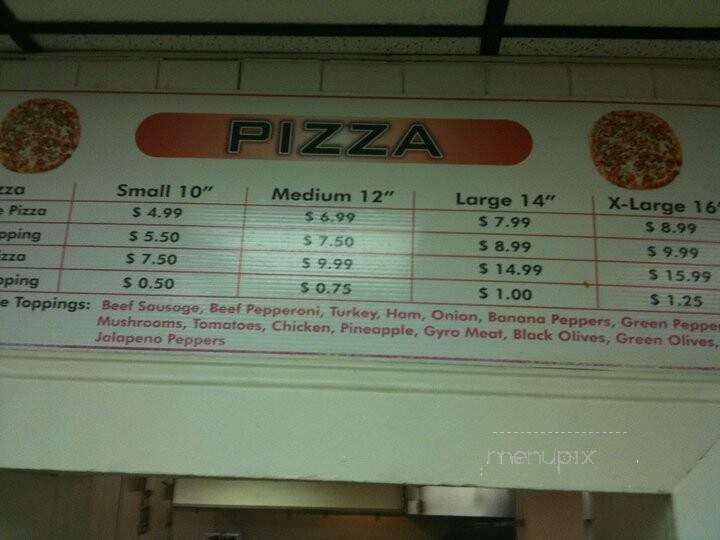 PIZZA
zza Small 10" Medium 12" Large 14" X-Large 16"
e Pizza $ 4.99 $ 6.99 $ 7.99 $ 8.99
pping $ 5.50 $ 7.50 $ 8.99 $ 9.99
zza $ 7.50 $ 9.99 $ 14.99 $ 15.99
pping $ 0.50 $ 0.75 $ 1.00 $ 1.25
e Toppings: Beef Sausage, Beef Pepperoni, Turkey, Ham, Onion, Banana Peppers, Green Peppe
Mushrooms, Tomatoes, Chicken, Pineapple, Gyro Meat, Black Olives, Green Olives,
Jalapeno Peppers
menupix